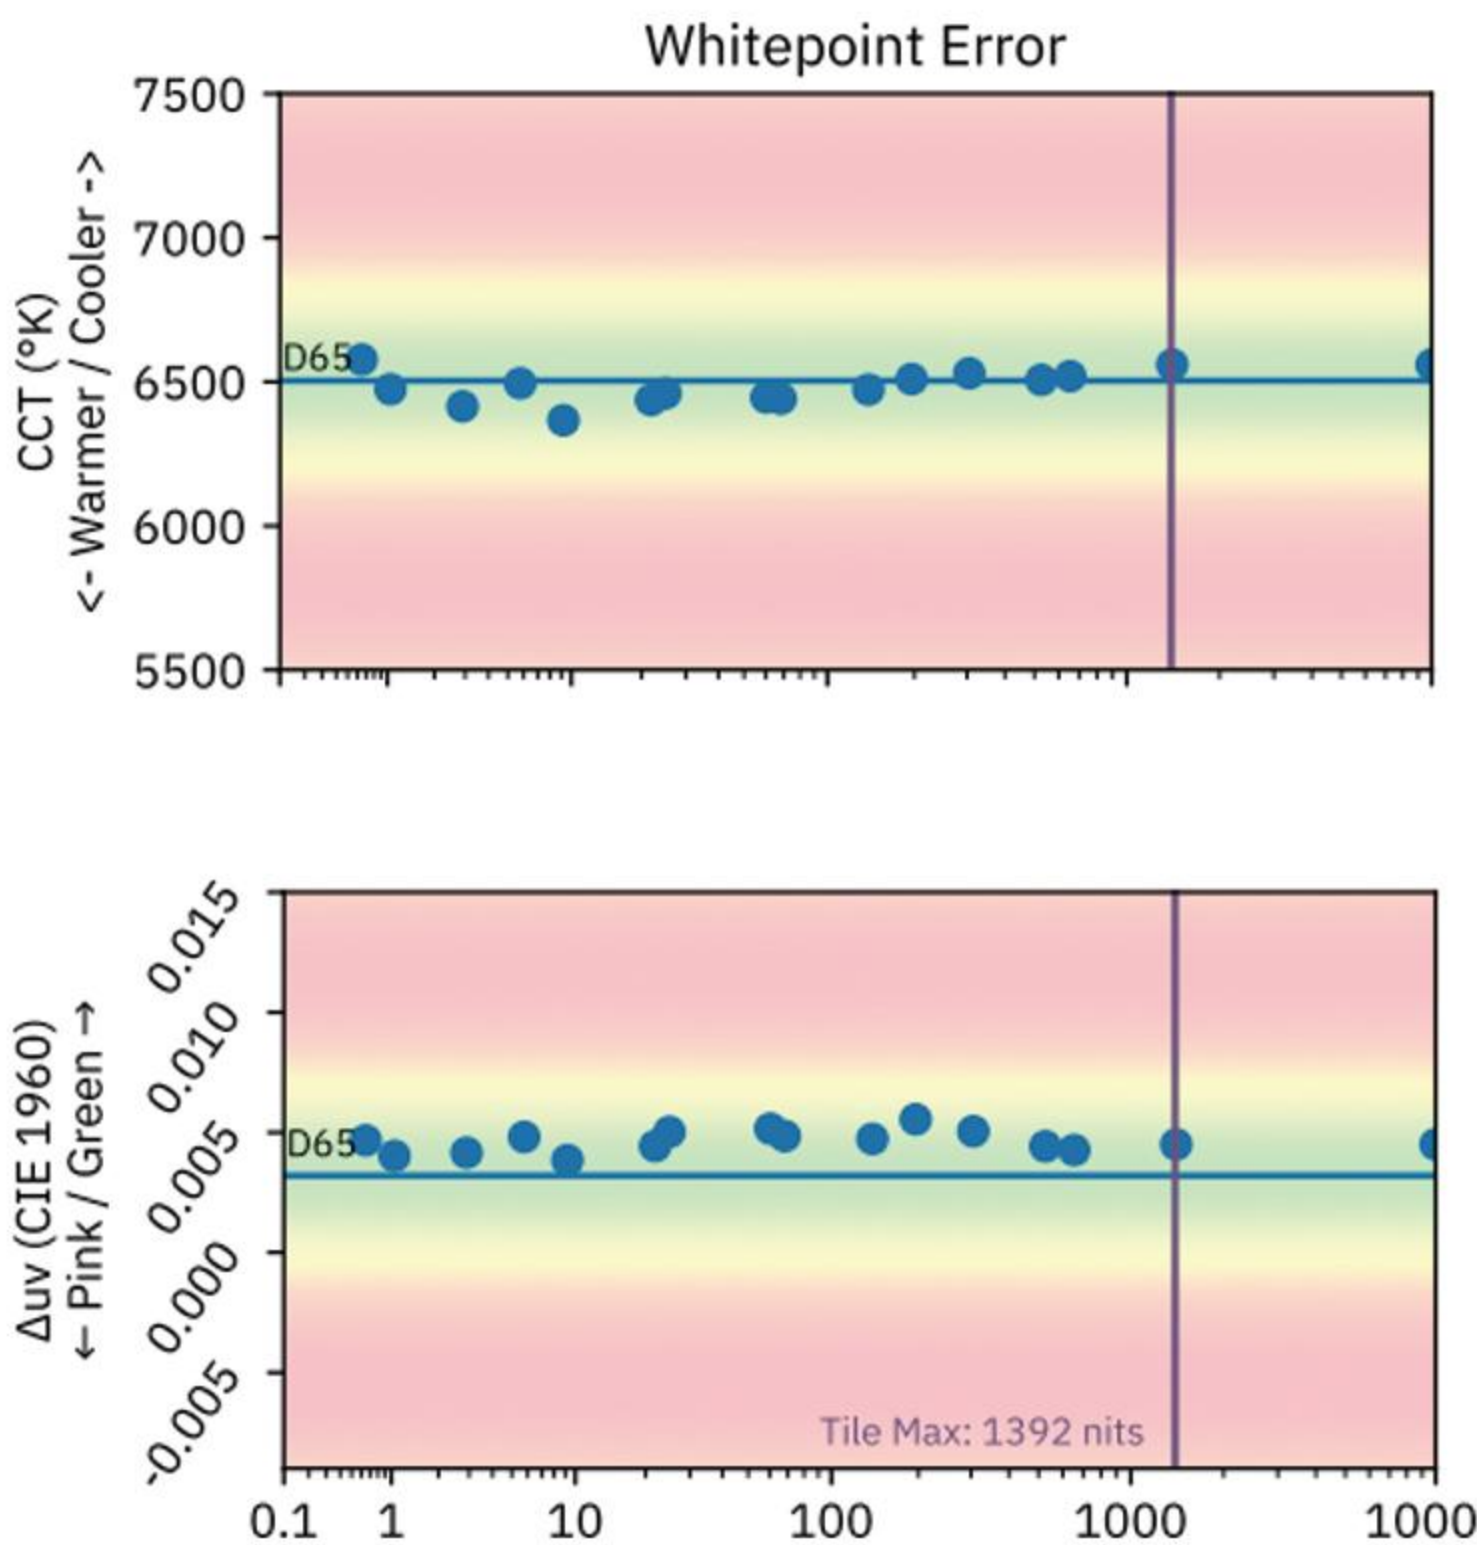 Whitepoint Error
CCT (°K)
<- Warmer / Cooler ->
7500
7000
6500
6000
5500
D65
Δuv (CIE 1960)
← Pink / Green →
0.015
0.010
0.005
0.000
-0.005
D65
Tile Max: 1392 nits
0.1 1 10 100 1000 1000